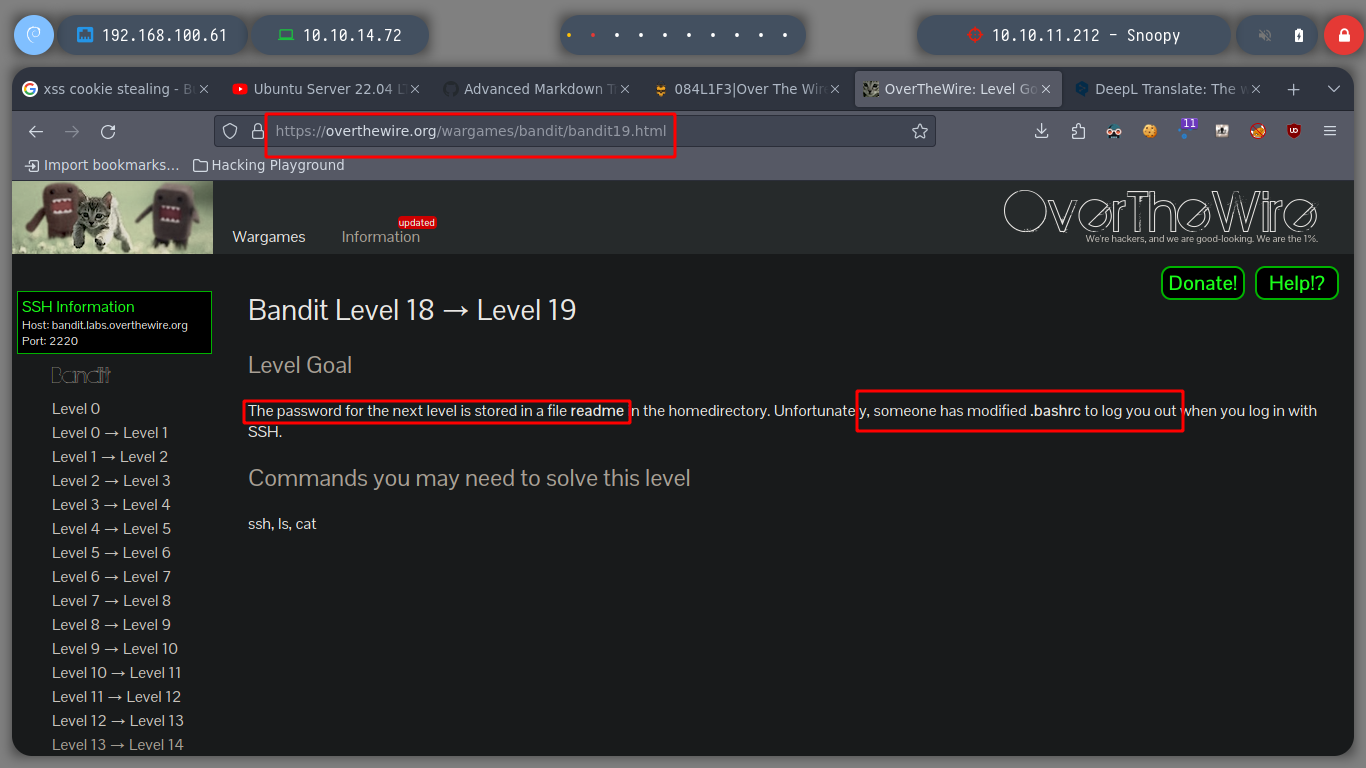 192.168.100.61
10.10.14.72
10.10.11.212 - Snoopy
xss cookie stealing - B
Ubuntu Server 22.04 LT
Advanced Markdown T
084L1F3|Over The Wire
OverTheWire: Level Go
DeepL Translate: The w
https://overthewire.org/wargames/bandit/bandit19.html
11
Import bookmarks...
Hacking Playground
Wargames
Information
updated
OverTheWire
We're hackers, and we are good-looking. We are the 1%.
Donate!
Help!?
SSH Information
Host: bandit.labs.overthewire.org
Port: 2220
Bandit
Level 0
Level 0 → Level 1
Level 1 → Level 2
Level 2 → Level 3
Level 3 → Level 4
Level 4 → Level 5
Level 5 → Level 6
Level 6 → Level 7
Level 7 → Level 8
Level 8 → Level 9
Level 9 → Level 10
Level 10 → Level 11
Level 11 → Level 12
Level 12 → Level 13
Level 13 → Level 14
Bandit Level 18 → Level 19
Level Goal
The password for the next level is stored in a file readme in the homedirectory. Unfortunately, someone has modified .bashrc to log you out when you log in with
SSH.
Commands you may need to solve this level
ssh, ls, cat